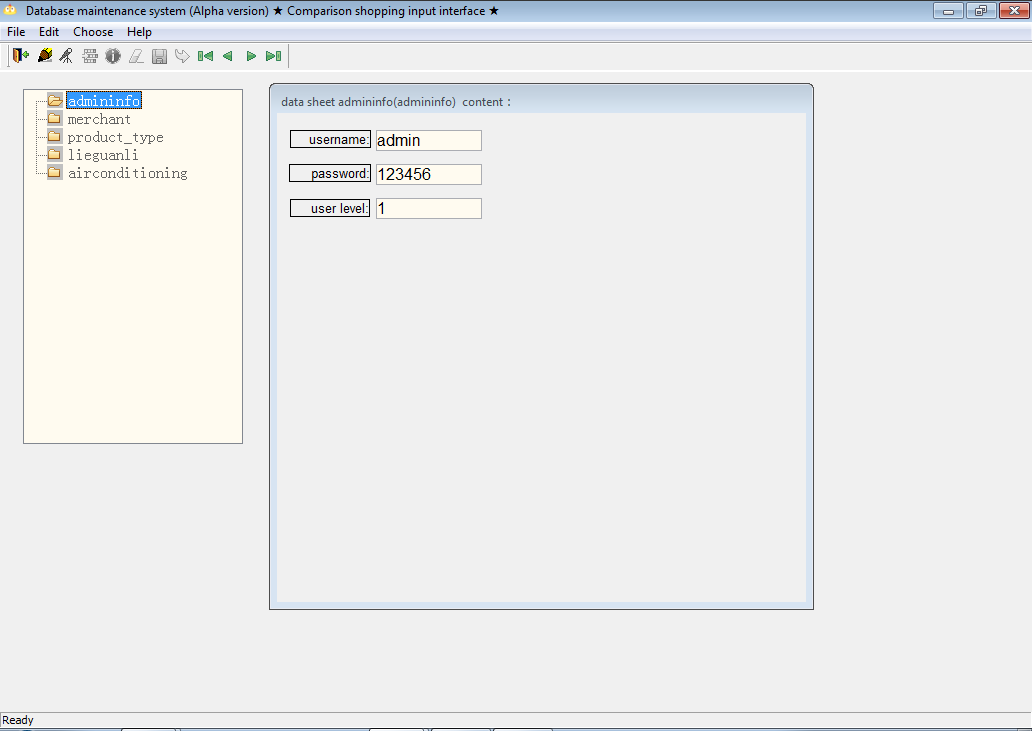 Database maintenance system (Alpha version) ★ Comparison shopping input interface ★
File Edit Choose Help
admininfo
merchant
product_type
lieguanli
airconditioning
data sheet admininfo(admininfo) content：
username: admin
password: 123456
user level: 1
Ready